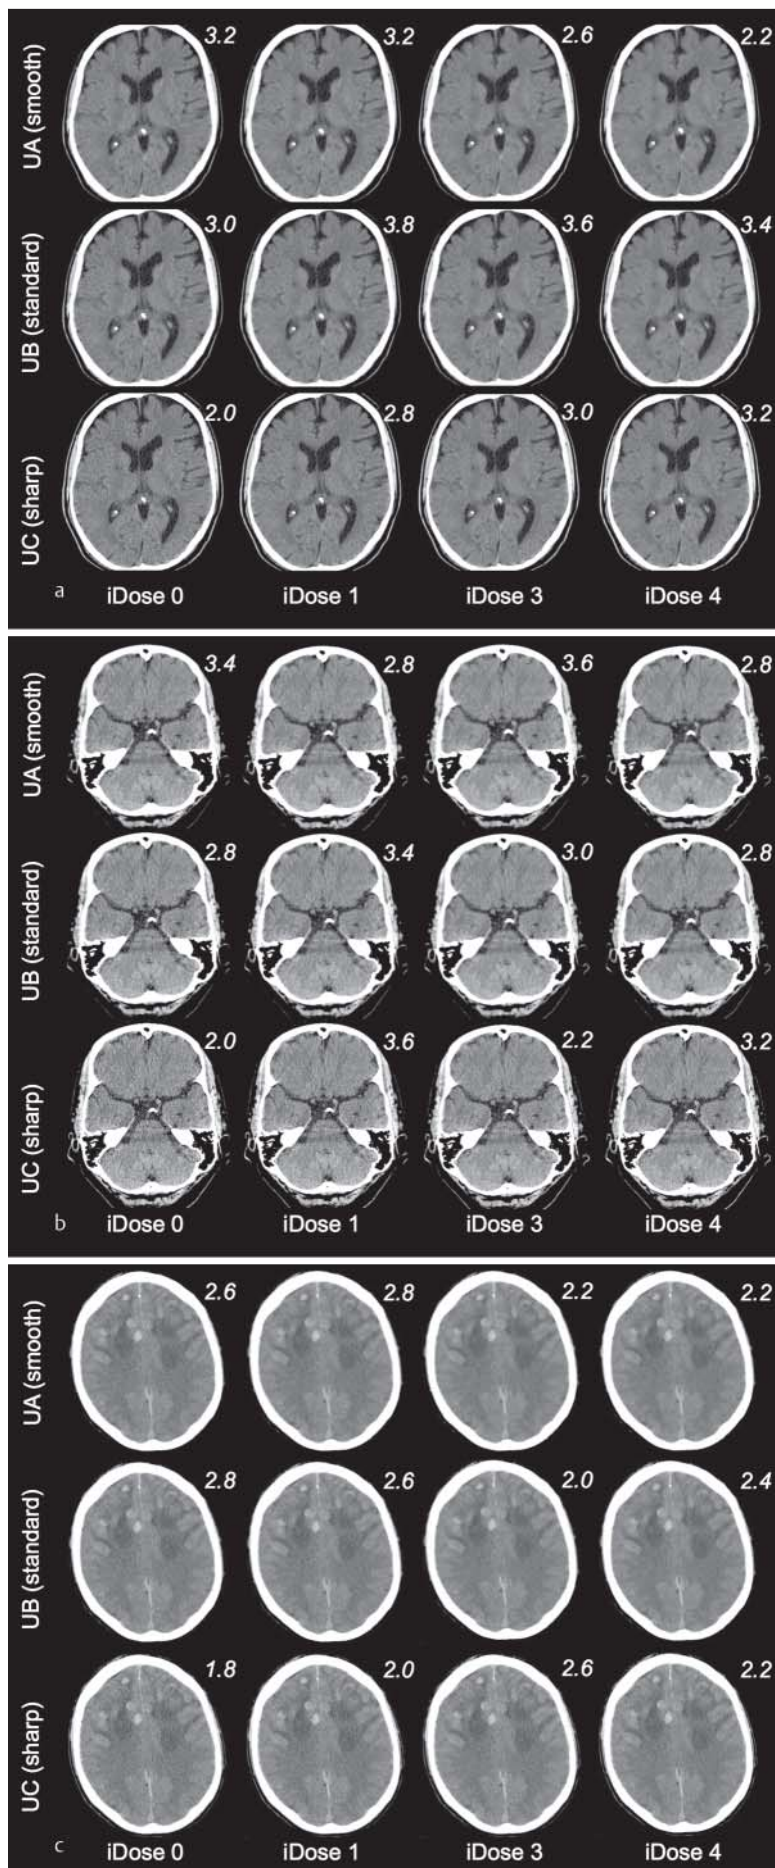 3.2 3.2 2.6 2.2
UA (smooth)
3.0 3.8 3.6 3.4
UB (standard)
2.0 2.8 3.0 3.2
UC (sharp)
a iDose 0 iDose 1 iDose 3 iDose 4
3.4 2.8 3.6 2.8
UA (smooth)
2.8 3.4 3.0 2.8
UB (standard)
2.0 3.6 2.2 3.2
UC (sharp)
b iDose 0 iDose 1 iDose 3 iDose 4
2.6 2.8 2.2 2.2
UA (smooth)
2.8 2.6 2.0 2.4
UB (standard)
1.8 2.0 2.6 2.2
UC (sharp)
c iDose 0 iDose 1 iDose 3 iDose 4